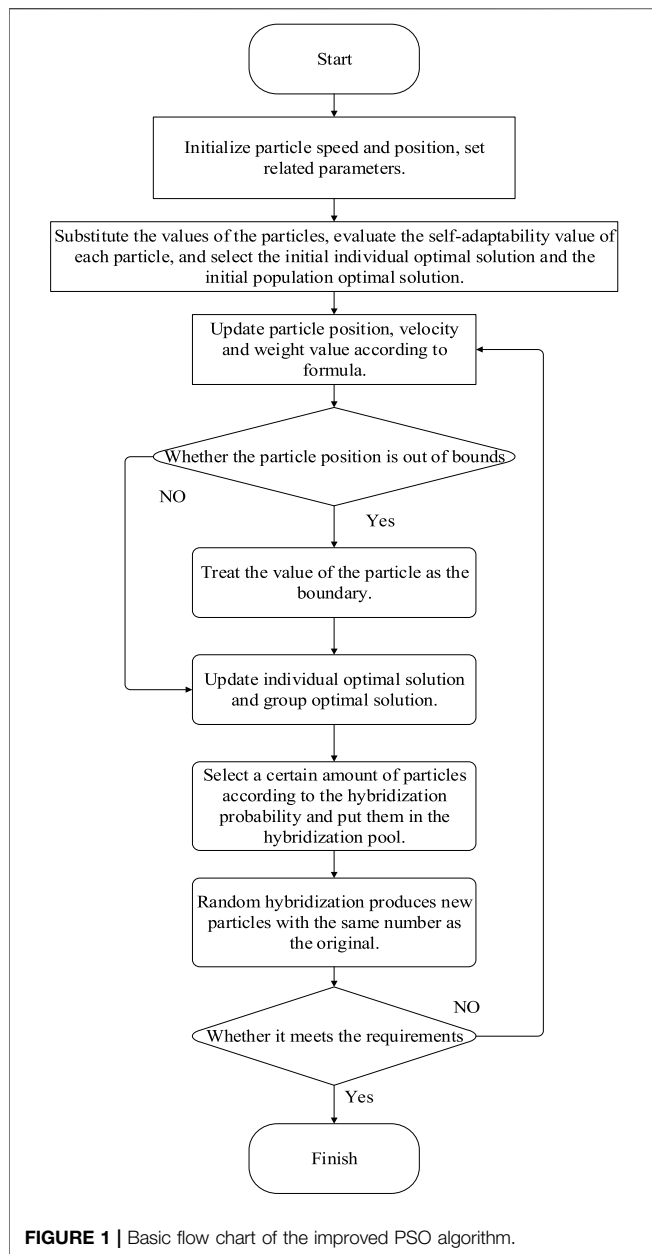 Start
Initialize particle speed and position, set
related parameters.
Substitute the values of the particles, evaluate the self-adaptability value of
each particle, and select the initial individual optimal solution and the
initial population optimal solution.
Update particle position, velocity
and weight value according to
formula.
Whether the particle position is out of bounds
NO
Yes
Treat the value of the particle as the
boundary.
Update individual optimal solution
and group optimal solution.
Select a certain amount of particles
according to the hybridization
probability and put them in the
hybridization pool.
Random hybridization produces new
particles with the same number as
the original.
NO
Whether it meets the requirements
Yes
Finish
FIGURE 1 | Basic flow chart of the improved PSO algorithm.